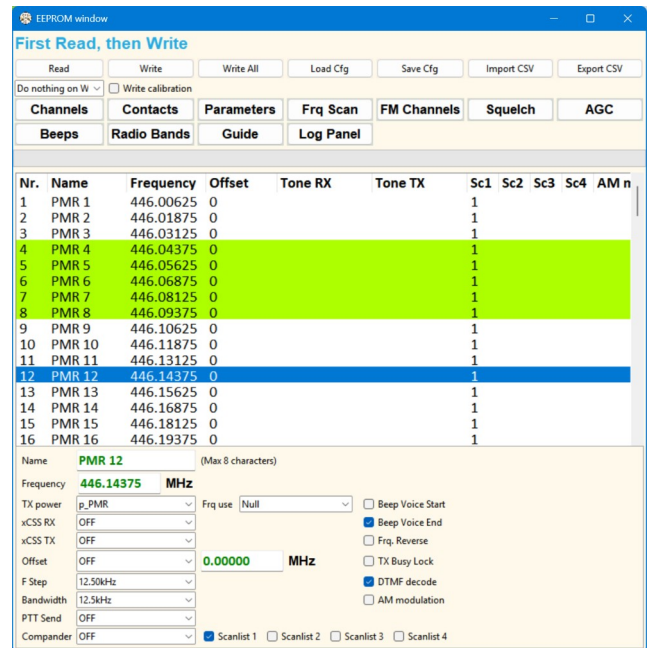 EEPROM window
First Read, then Write
Read Write Write All Load Cfg Save Cfg Import CSV Export CSV
Do nothing on W Write calibration
Channels Contacts Parameters Frq Scan FM Channels Squelch AGC
Beeps Radio Bands Guide Log Panel
Nr. Name Frequency Offset Tone RX Tone TX Sc1 Sc2 Sc3 Sc4 AM m
1 PMR 1 446.00625 0 1
2 PMR 2 446.01875 0 1
3 PMR 3 446.03125 0 1
4 PMR 4 446.04375 0 1
5 PMR 5 446.05625 0 1
6 PMR 6 446.06875 0 1
7 PMR 7 446.08125 0 1
8 PMR 8 446.09375 0 1
9 PMR 9 446.10625 0 1
10 PMR 10 446.11875 0 1
11 PMR 11 446.13125 0 1
12 PMR 12 446.14375 0 1
13 PMR 13 446.15625 0 1
14 PMR 14 446.16875 0 1
15 PMR 15 446.18125 0 1
16 PMR 16 446.19375 0 1
Name PMR 12 (Max 8 characters)
Frequency 446.14375 MHz
TX power p_PMR Frq use Null Beep Voice Start
xCSS RX OFF Beep Voice End
xCSS TX OFF Frq. Reverse
Offset OFF 0.00000 MHz TX Busy Lock
F Step 12.50kHz DTMF decode
Bandwidth 12.5kHz AM modulation
PTT Send OFF
Compander OFF Scanlist 1 Scanlist 2 Scanlist 3 Scanlist 4